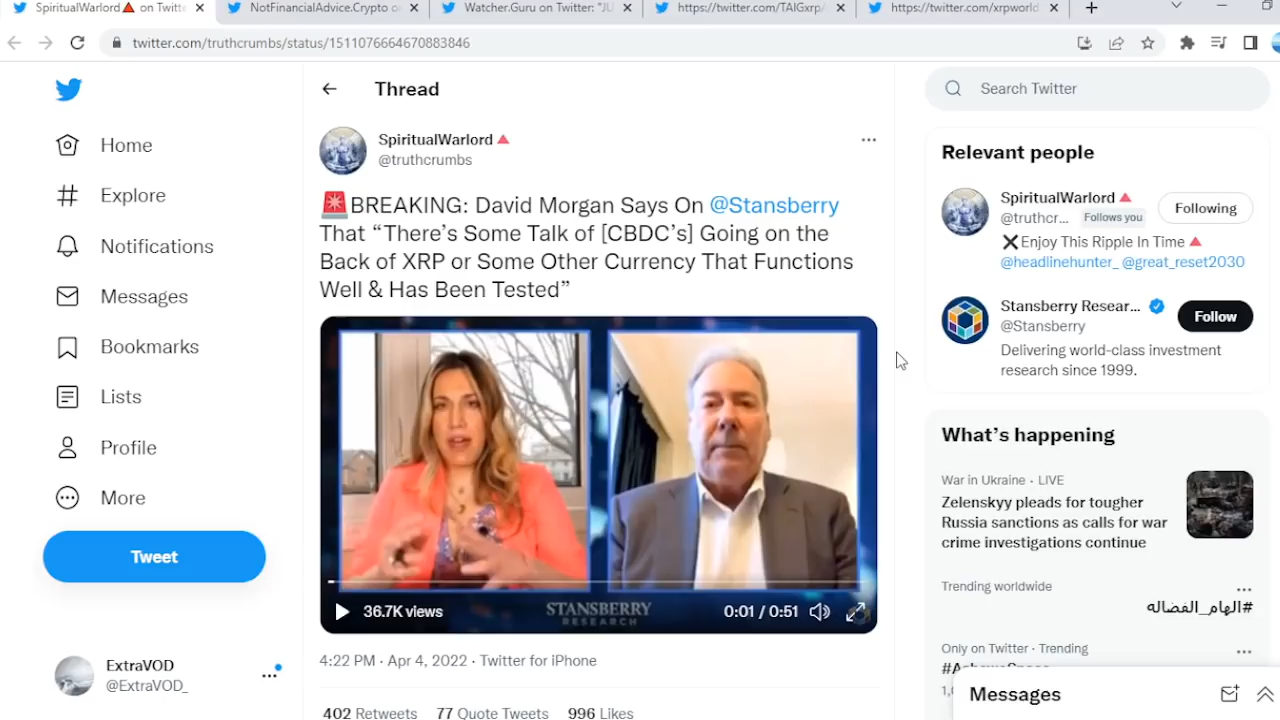 SpiritualWarlord🔺 on Twitte
NotFinancialAdvice.Crypto o
Watcher.Guru on Twitter: "JU
https://twitter.com/TAIGxrp/
https://twitter.com/xrpworld
twitter.com/truthcrumbs/status/1511076664670883846
Home
Explore
Notifications
Messages
Bookmarks
Lists
Profile
More
Tweet
ExtraVOD
@ExtraVOD_
Thread
SpiritualWarlord🔺
@truthcrumbs
🚨BREAKING: David Morgan Says On @Stansberry
That “There’s Some Talk of [CBDC’s] Going on the
Back of XRP or Some Other Currency That Functions
Well & Has Been Tested”
36.7K views
STANSBERRY
RESEARCH
0:01 / 0:51
4:22 PM · Apr 4, 2022 · Twitter for iPhone
402 Retweets 77 Quote Tweets 996 Likes
Search Twitter
Relevant people
SpiritualWarlord🔺
@truthcr... Follows you
Following
❌Enjoy This Ripple In Time🔺
@headlinehunter_ @great_reset2030
Stansberry Resear...
@Stansberry
Follow
Delivering world-class investment
research since 1999.
What’s happening
War in Ukraine · LIVE
Zelenskyy pleads for tougher
Russia sanctions as calls for war
crime investigations continue
Trending worldwide
#الهام_الفضاله
Only on Twitter · Trending
Messages